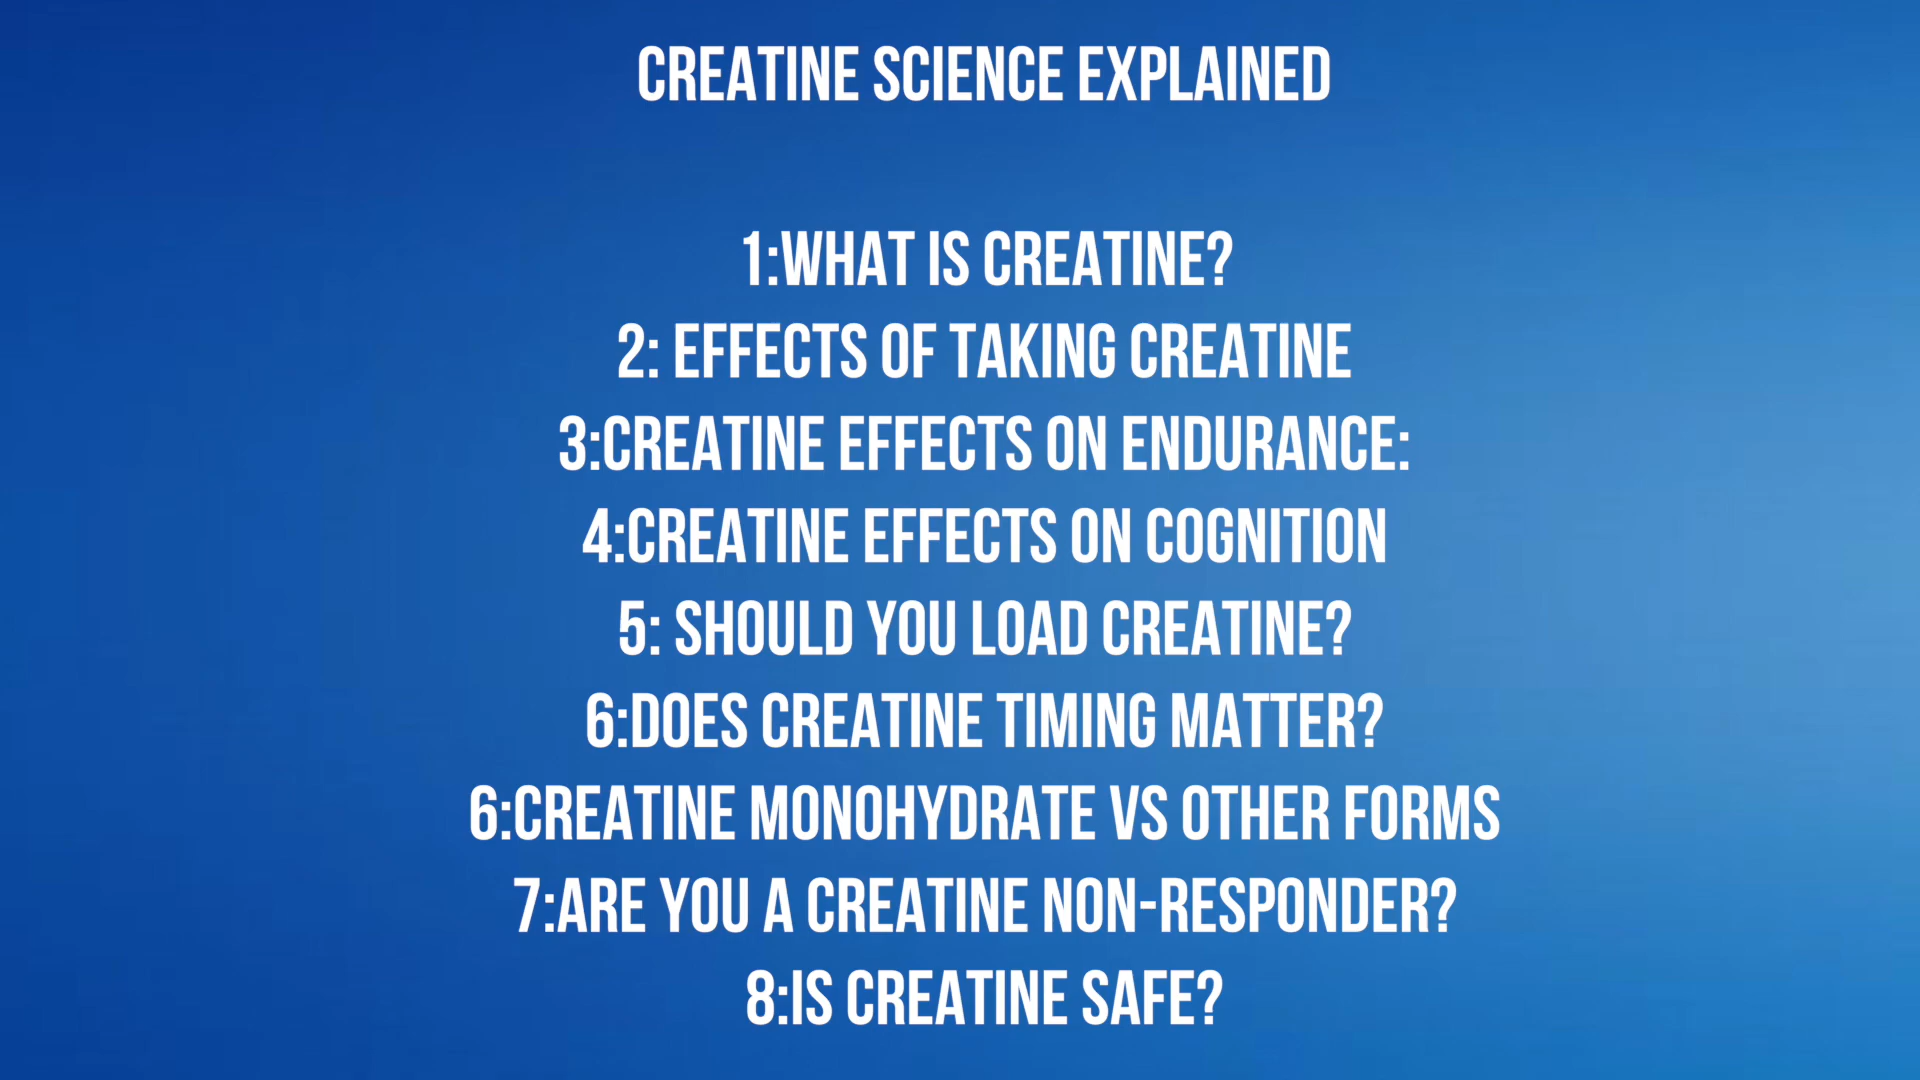 CREATINE SCIENCE EXPLAINED
1:WHAT IS CREATINE?
2: EFFECTS OF TAKING CREATINE
3:CREATINE EFFECTS ON ENDURANCE:
4:CREATINE EFFECTS ON COGNITION
5: SHOULD YOU LOAD CREATINE?
6:DOES CREATINE TIMING MATTER?
6:CREATINE MONOHYDRATE VS OTHER FORMS
7:ARE YOU A CREATINE NON-RESPONDER?
8:IS CREATINE SAFE?